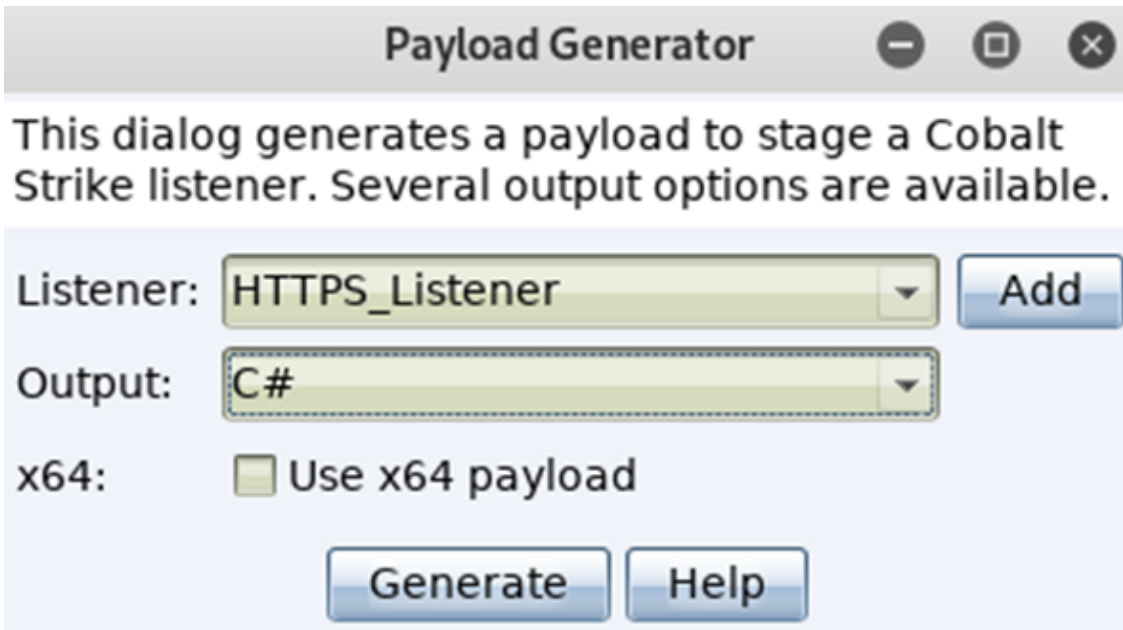 Payload Generator
This dialog generates a payload to stage a Cobalt
Strike listener. Several output options are available.
Listener: HTTPS_Listener Add
Output: C#
x64: Use x64 payload
Generate Help